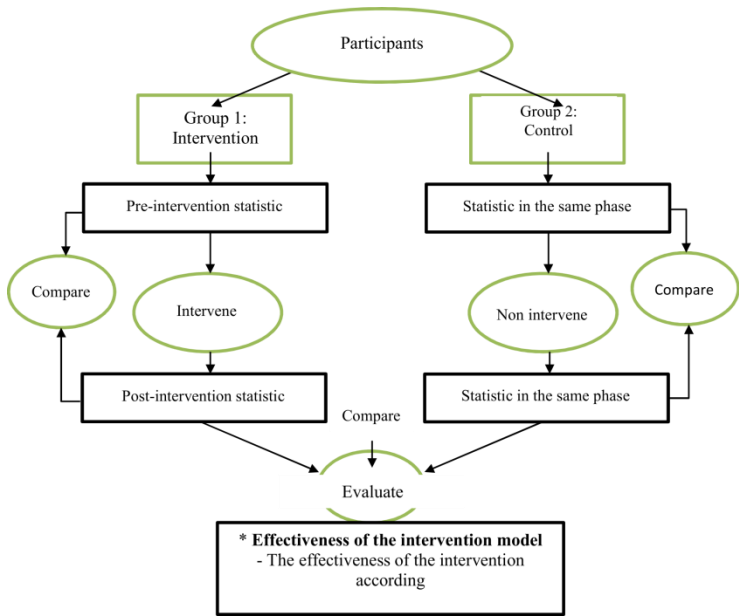 Participants
Group 1:
Intervention
Group 2:
Control
Pre-intervention statistic
Statistic in the same phase
Compare
Intervene
Non intervene
Compare
Post-intervention statistic
Statistic in the same phase
Compare
Evaluate
* Effectiveness of the intervention model
- The effectiveness of the intervention
according